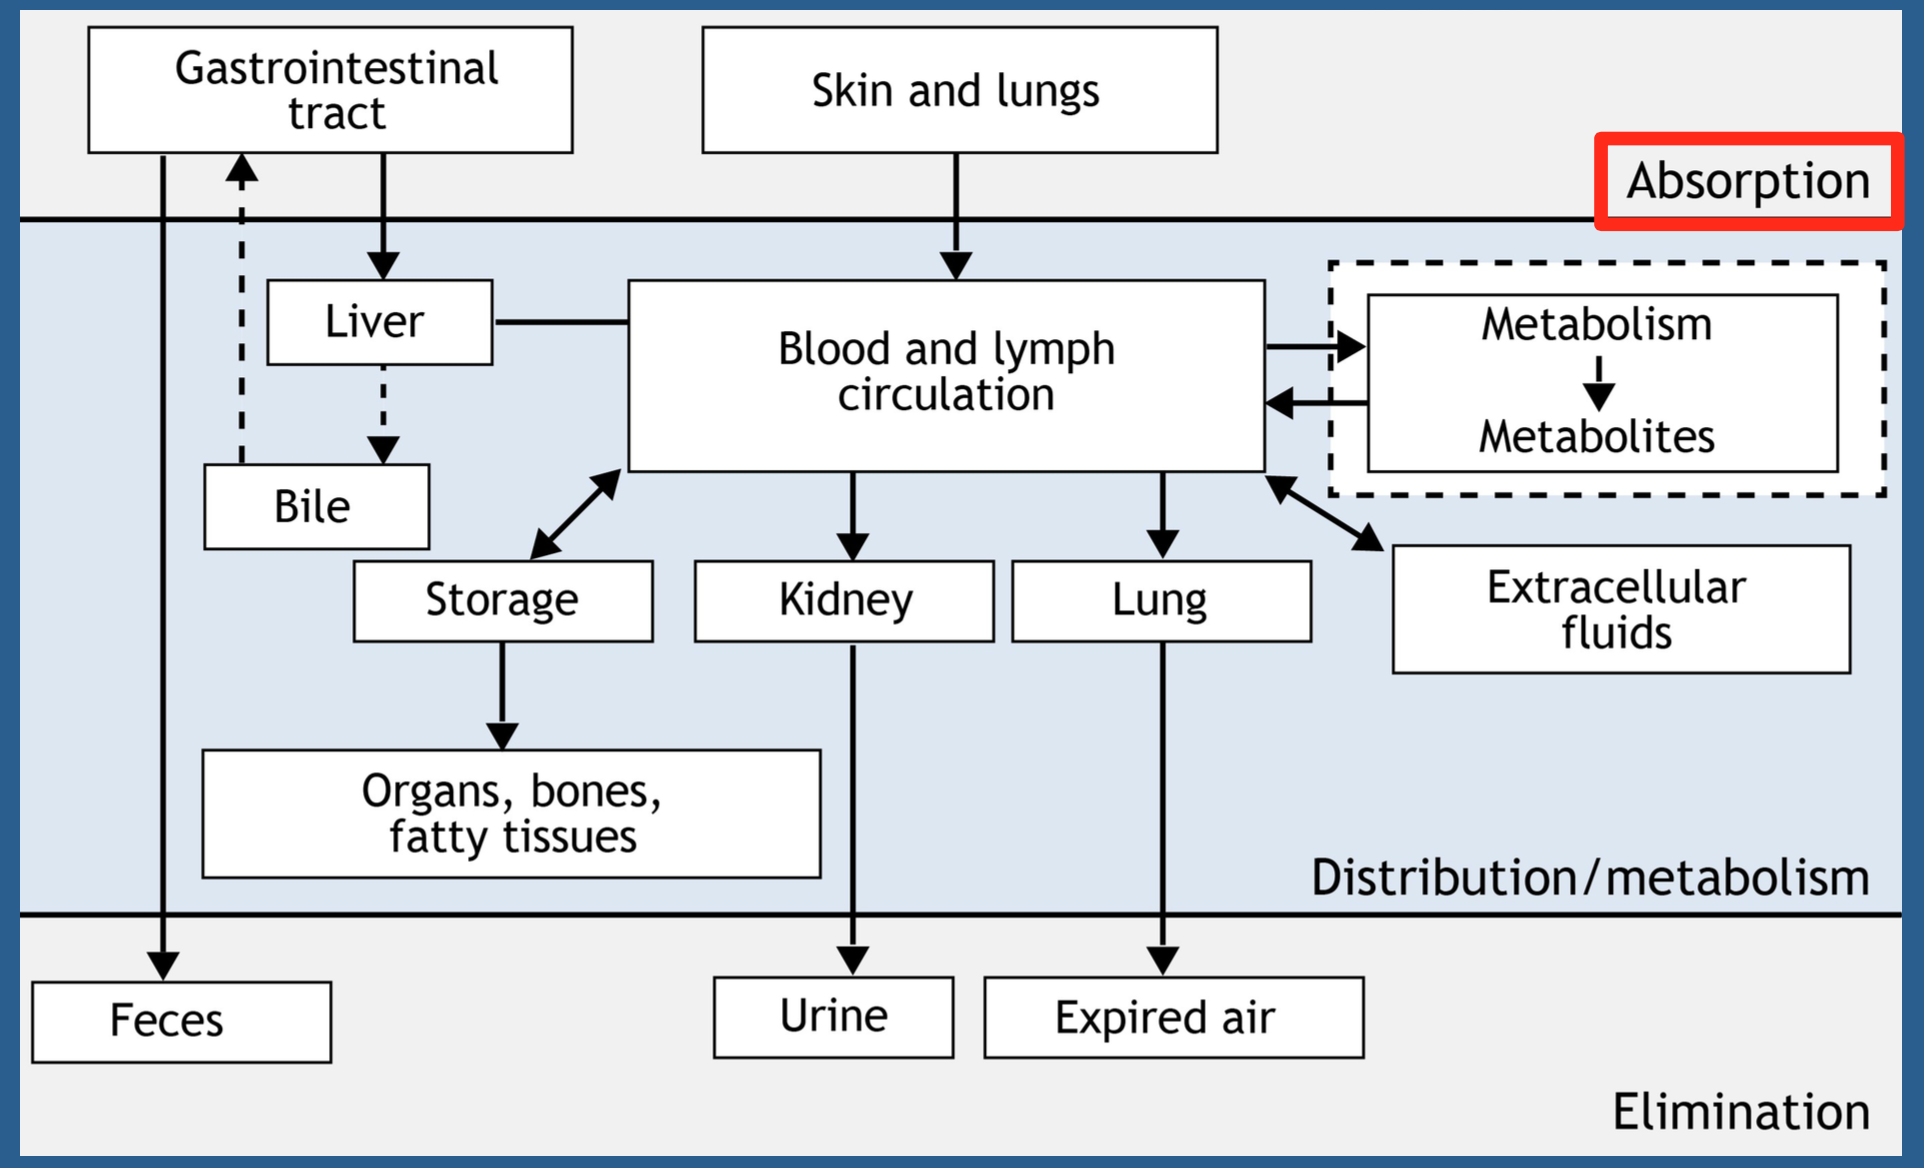 Gastrointestinal
tract
Skin and lungs
Absorption
Liver
Blood and lymph
circulation
Metabolism
Metabolites
Bile
Storage
Kidney
Lung
Extracellular
fluids
Organs, bones,
fatty tissues
Distribution/metabolism
Feces
Urine
Expired air
Elimination